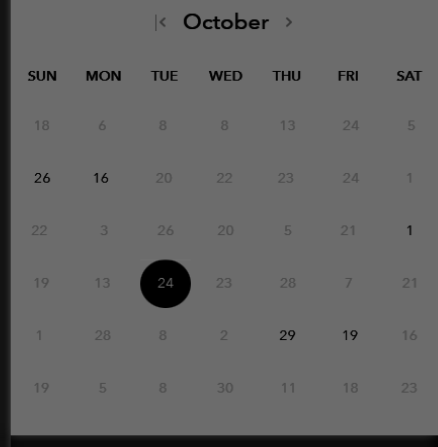 |‹ October ›
SUN MON TUE WED THU FRI SAT
18 6 8 8 13 24 5
26 16 20 22 23 24 1
22 3 26 20 5 21 1
19 13 24 23 28 7 21
1 28 8 2 29 19 16
19 5 8 30 11 18 23